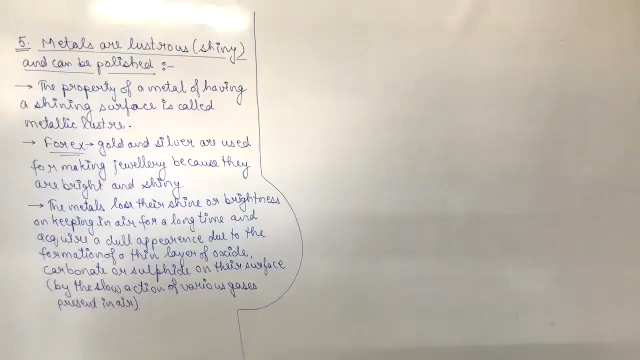 5. Metals are lustrous (shiny)
and can be polished :-
→ The property of a metal of having
a shining surface is called
metallic lustre.
→ Forex → gold and silver are used
for making jewellery because they
are bright and shiny.
→ The metals lose their shine or brightness
on keeping in air for a long time and
acquire a dull appearence due to the
formation of a thin layer of oxide,
carbonate or sulphide on their surface
(by the slow action of various gases
present in air)